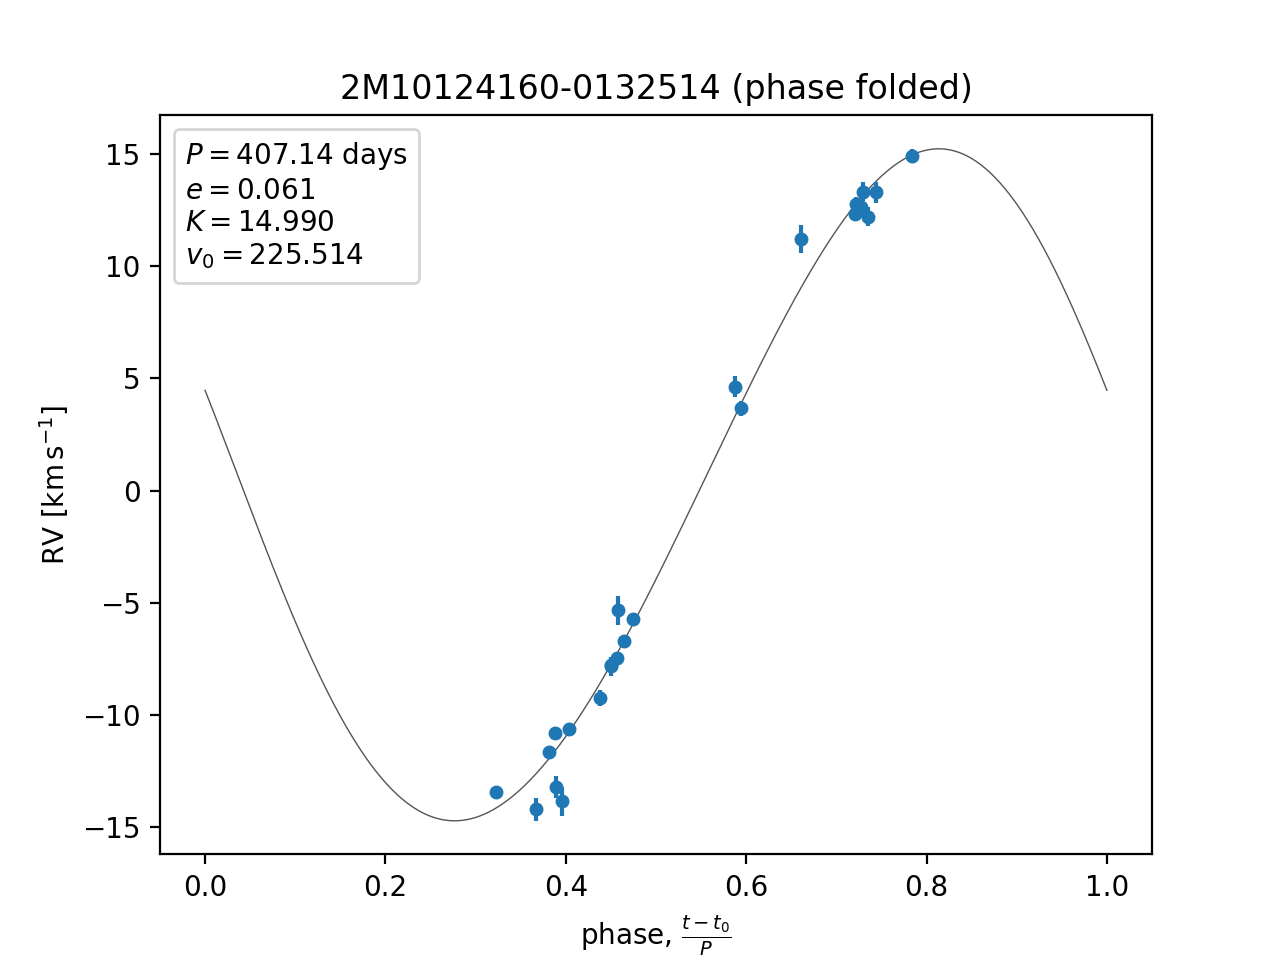 2M10124160-0132514 (phase folded)
P = 407.14 days
e = 0.061
K = 14.990
v₀ = 225.514
15
10
5
0
−5
−10
−15
RV [km s⁻¹]
0.0 0.2 0.4 0.6 0.8 1.0
phase, (t − t₀)/P